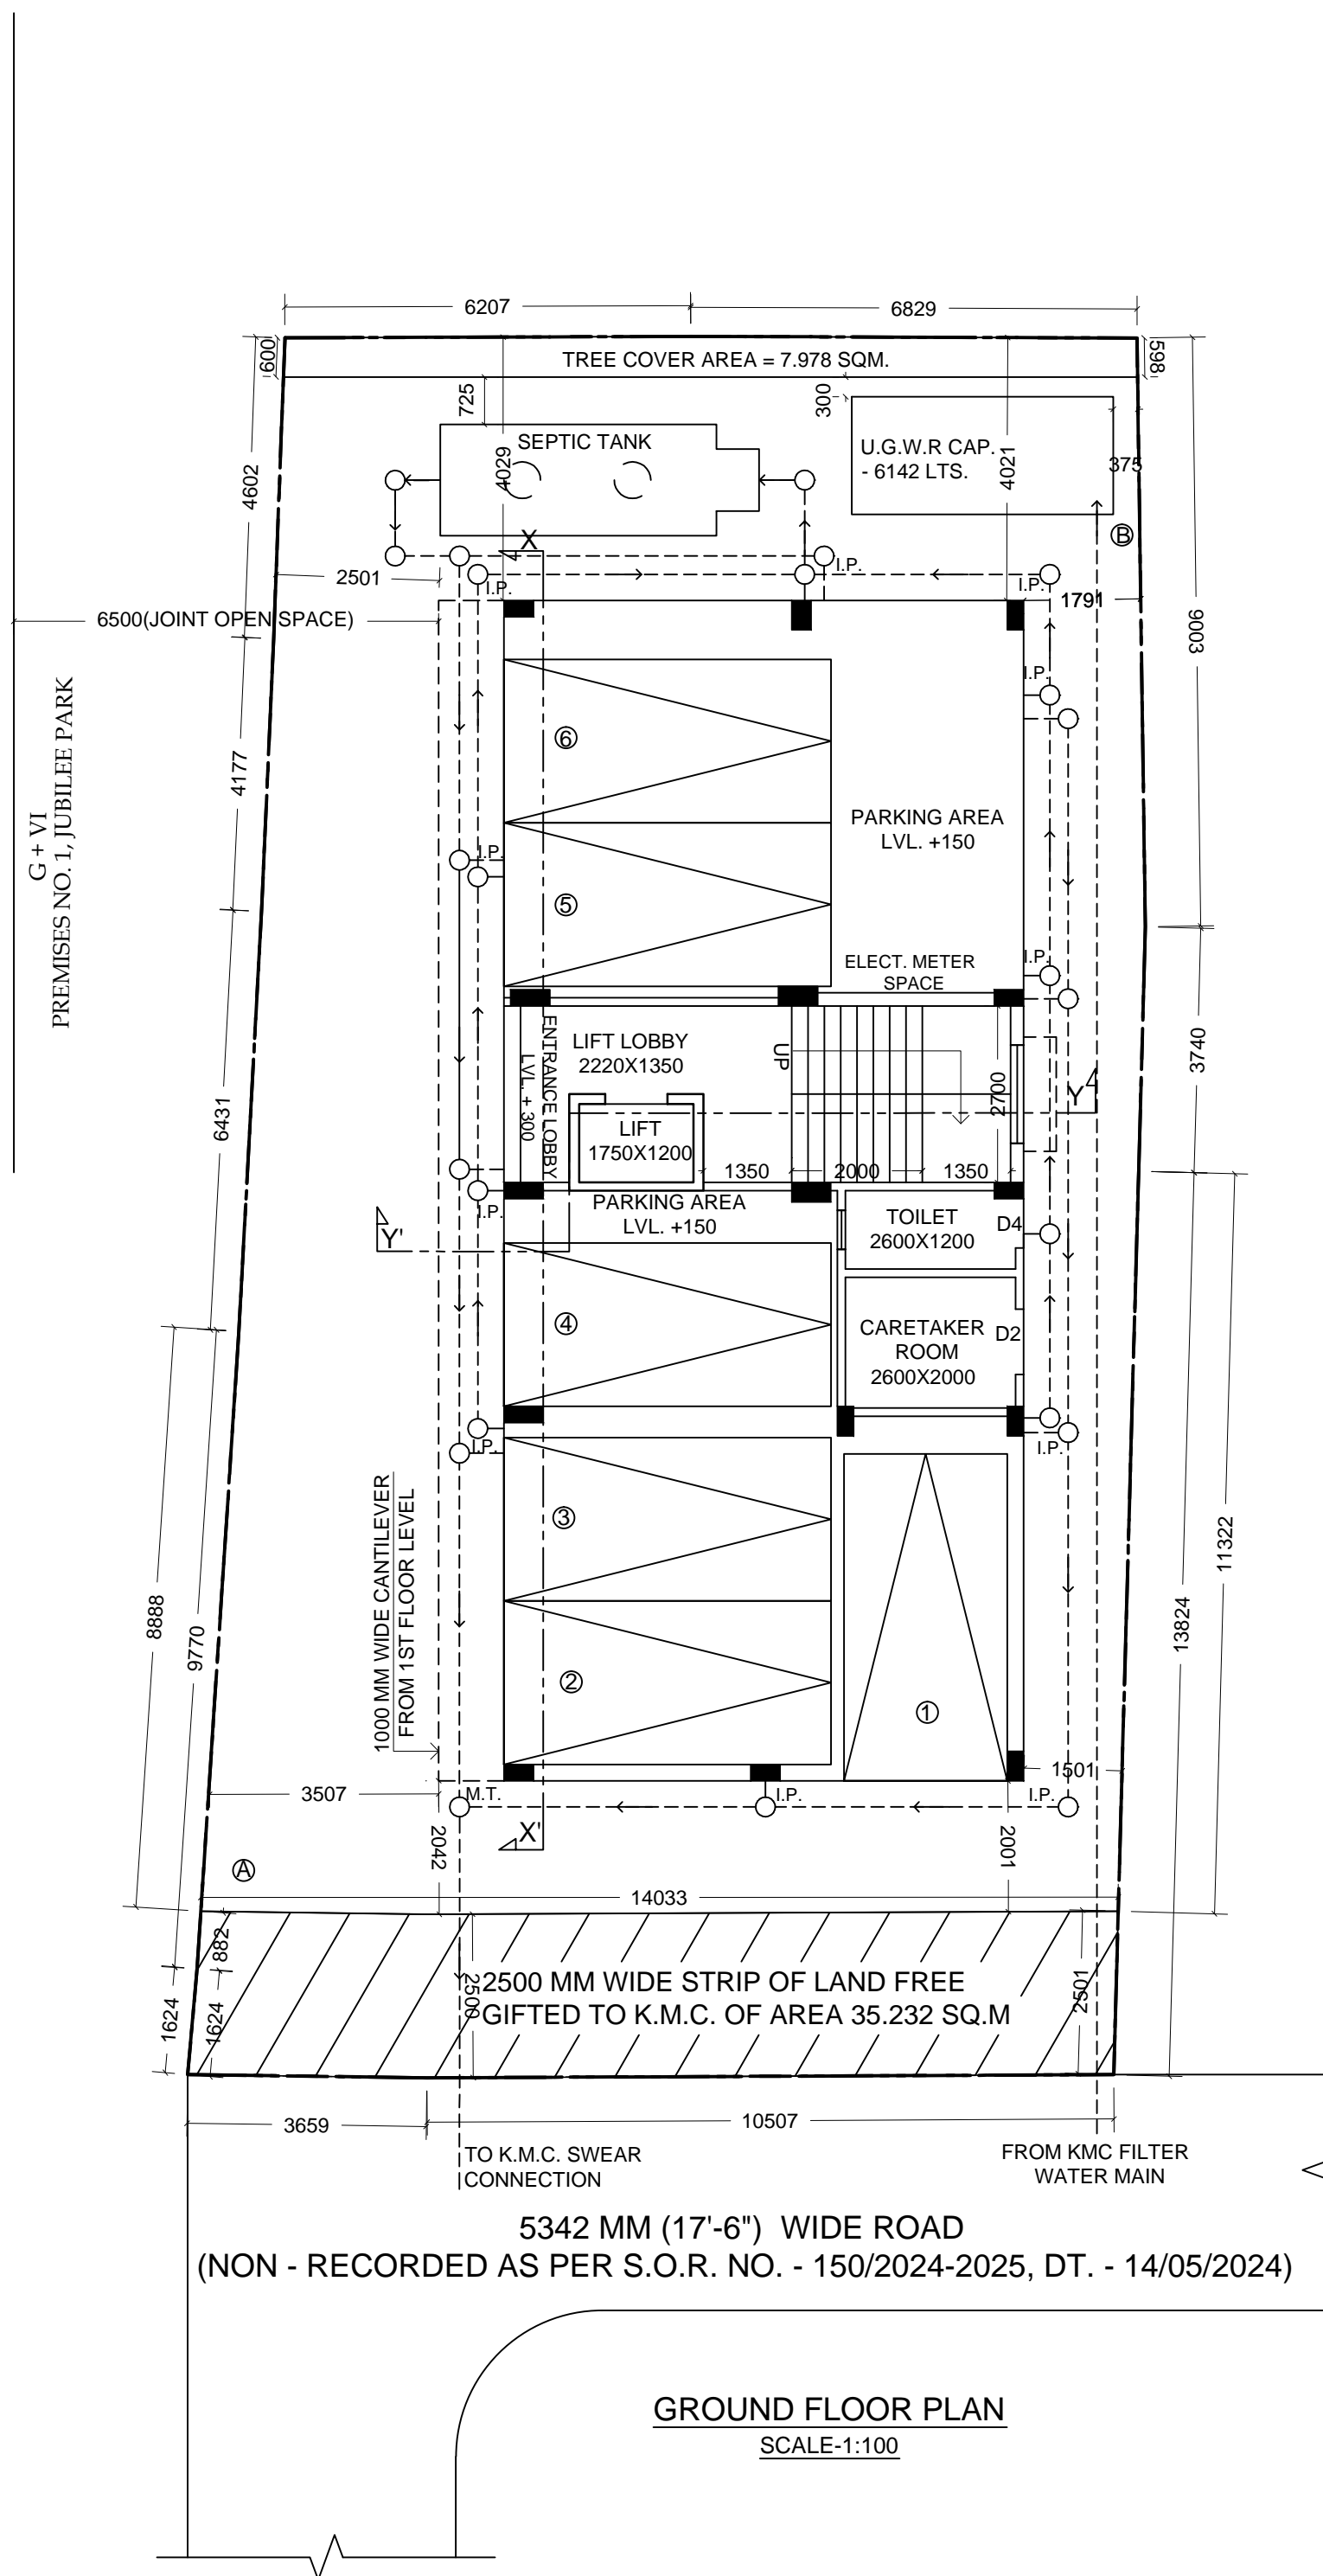 6207
6829
600
598
TREE COVER AREA = 7.978 SQM.
725
300
SEPTIC TANK
U.G.W.R CAP.
- 6142 LTS.
4029
4021
375
4602
B
X
I.P.
I.P.
I.P.
2501
1791
6500(JOINT OPEN SPACE)
9003
I.P.
G + VI
PREMISES NO. 1, JUBILEE PARK
4177
6
PARKING AREA
LVL. +150
I.P.
5
ELECT. METER
SPACE
I.P.
ENTRANCE LOBBY
LVL. + 300
LIFT LOBBY
2220X1350
UP
2700
3740
Y
6431
LIFT
1750X1200
1350
2000
1350
I.P.
PARKING AREA
LVL. +150
TOILET
2600X1200
D4
Y'
4
CARETAKER
ROOM
2600X2000
D2
I.P.
I.P.
3
1000 MM WIDE CANTILEVER
FROM 1ST FLOOR LEVEL
11322
8888
9770
13824
2
1
1501
3507
M.T.
I.P.
I.P.
X'
2042
2001
A
14033
882
2500
2501
2500 MM WIDE STRIP OF LAND FREE
GIFTED TO K.M.C. OF AREA 35.232 SQ.M
1624
1624
3659
10507
TO K.M.C. SWEAR
CONNECTION
FROM KMC FILTER
WATER MAIN
5342 MM (17'-6") WIDE ROAD
(NON - RECORDED AS PER S.O.R. NO. - 150/2024-2025, DT. - 14/05/2024)
GROUND FLOOR PLAN
SCALE-1:100